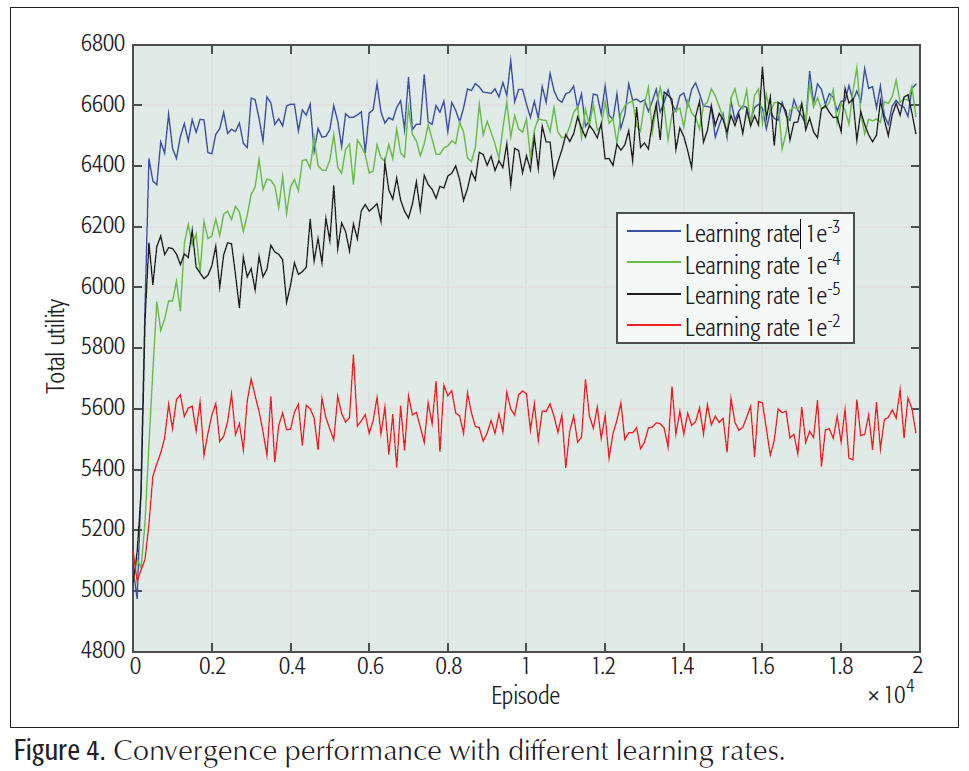 6800
6600
6400
6200
6000
5800
5600
5400
5200
5000
4800
Total utility
Learning rate 1e-3
Learning rate 1e-4
Learning rate 1e-5
Learning rate 1e-2
0 0.2 0.4 0.6 0.8 1 1.2 1.4 1.6 1.8 2
Episode
× 10^4
Figure 4. Convergence performance with different learning rates.